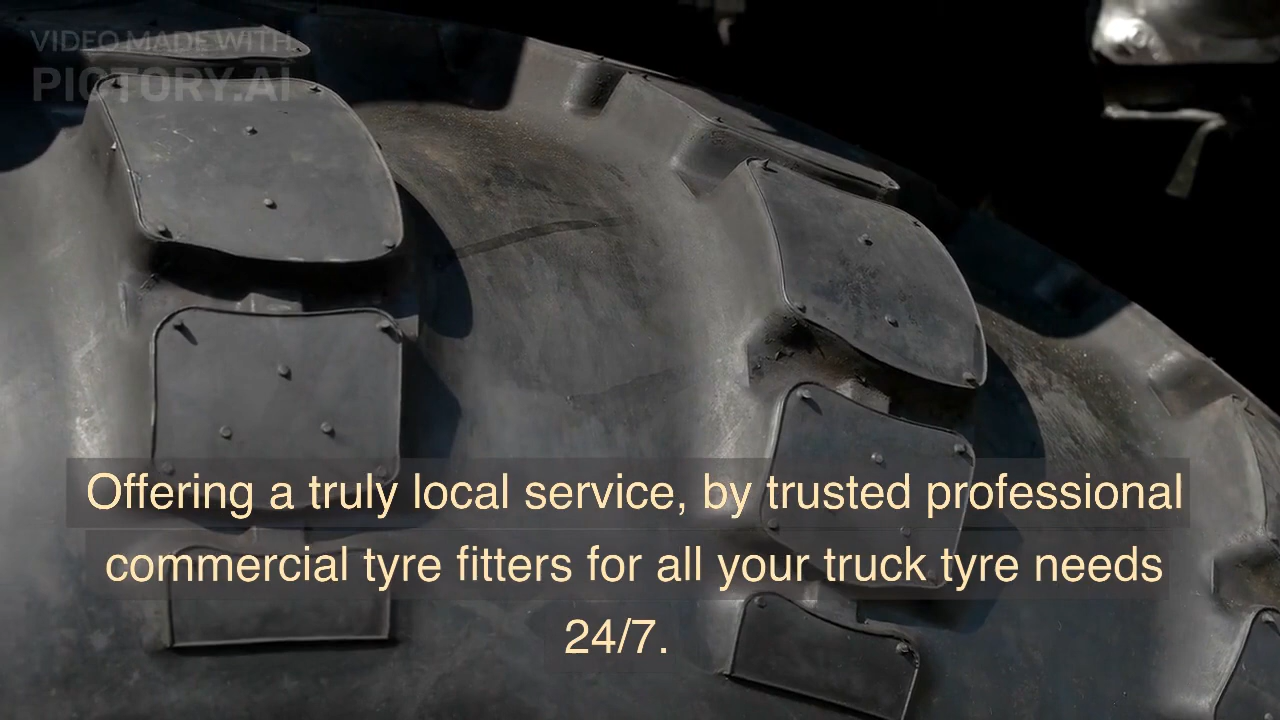 VIDEO MADE WITH
PICTORY.AI
Offering a truly local service, by trusted professional
commercial tyre fitters for all your truck tyre needs
24/7.